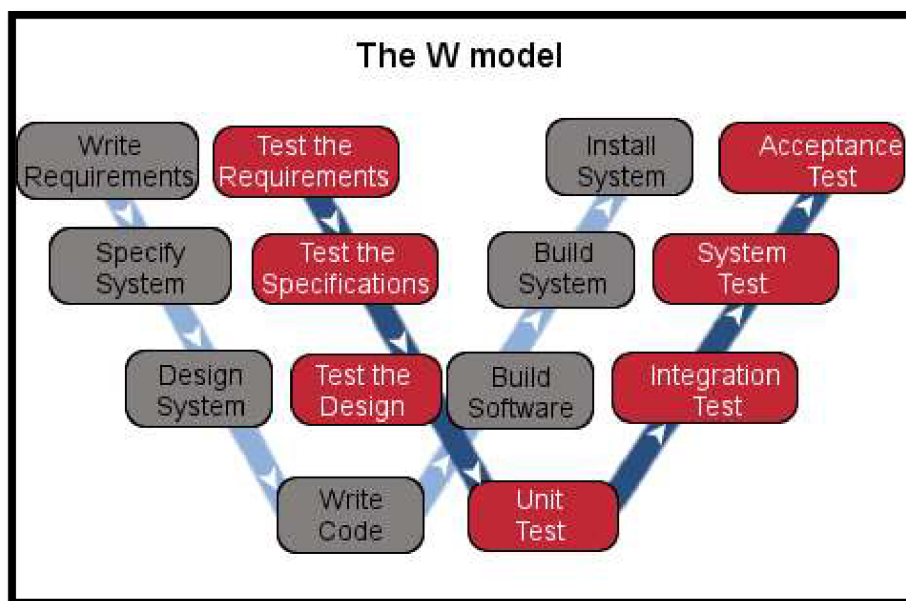 The W model
Write
Requirements
Test the
Requirements
Install
System
Acceptance
Test
Specify
System
Test the
Specifications
Build
System
System
Test
Design
System
Test the
Design
Build
Software
Integration
Test
Write
Code
Unit
Test